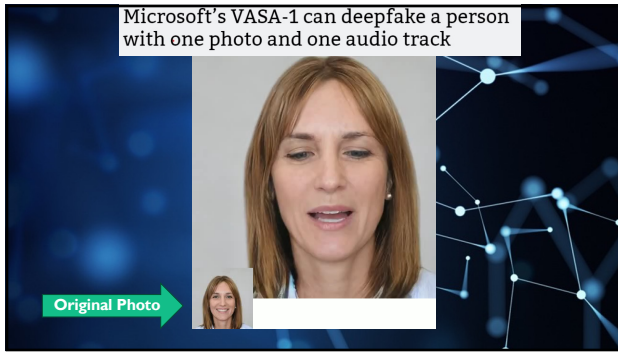 Microsoft’s VASA-1 can deepfake a person
with one photo and one audio track
Original Photo